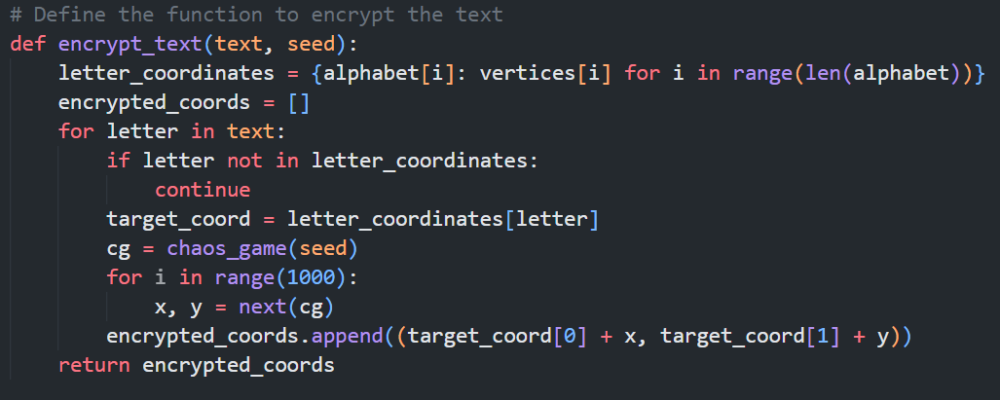 # Define the function to encrypt the text
def encrypt_text(text, seed):
    letter_coordinates = {alphabet[i]: vertices[i] for i in range(len(alphabet))}
    encrypted_coords = []
    for letter in text:
        if letter not in letter_coordinates:
            continue
        target_coord = letter_coordinates[letter]
        cg = chaos_game(seed)
        for i in range(1000):
            x, y = next(cg)
        encrypted_coords.append((target_coord[0] + x, target_coord[1] + y))
    return encrypted_coords